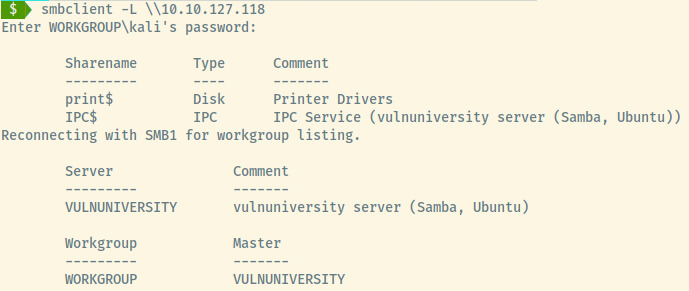 $ smbclient -L \\10.10.127.118
Enter WORKGROUP\kali's password:
Sharename Type Comment
--------- ---- -------
print$ Disk Printer Drivers
IPC$ IPC IPC Service (vulnuniversity server (Samba, Ubuntu))
Reconnecting with SMB1 for workgroup listing.
Server Comment
--------- -------
VULNUNIVERSITY vulnuniversity server (Samba, Ubuntu)
Workgroup Master
--------- -------
WORKGROUP VULNUNIVERSITY